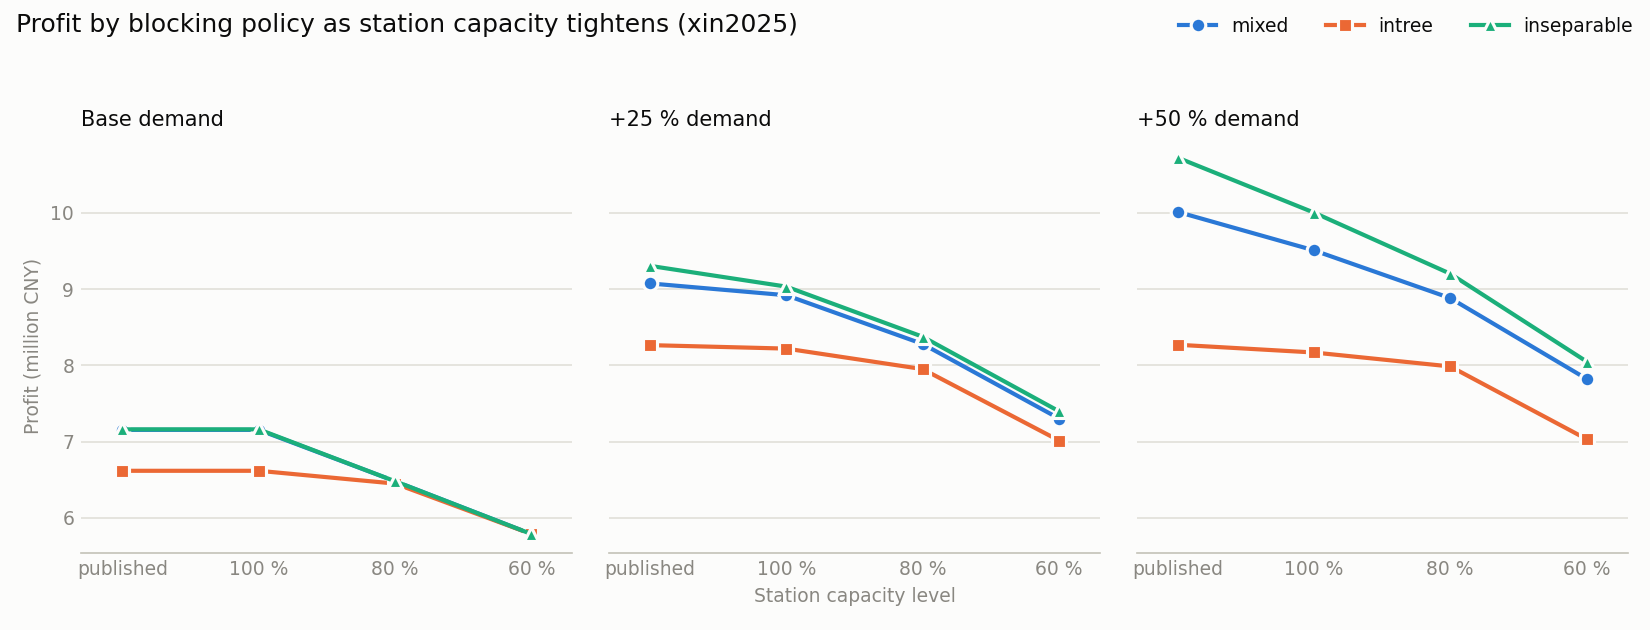 Profit by blocking policy as station capacity tightens (xin2025)
mixed intree inseparable
Base demand
+25 % demand
+50 % demand
Profit (million CNY)
10
9
8
7
6
published 100 % 80 % 60 %
published 100 % 80 % 60 %
published 100 % 80 % 60 %
Station capacity level